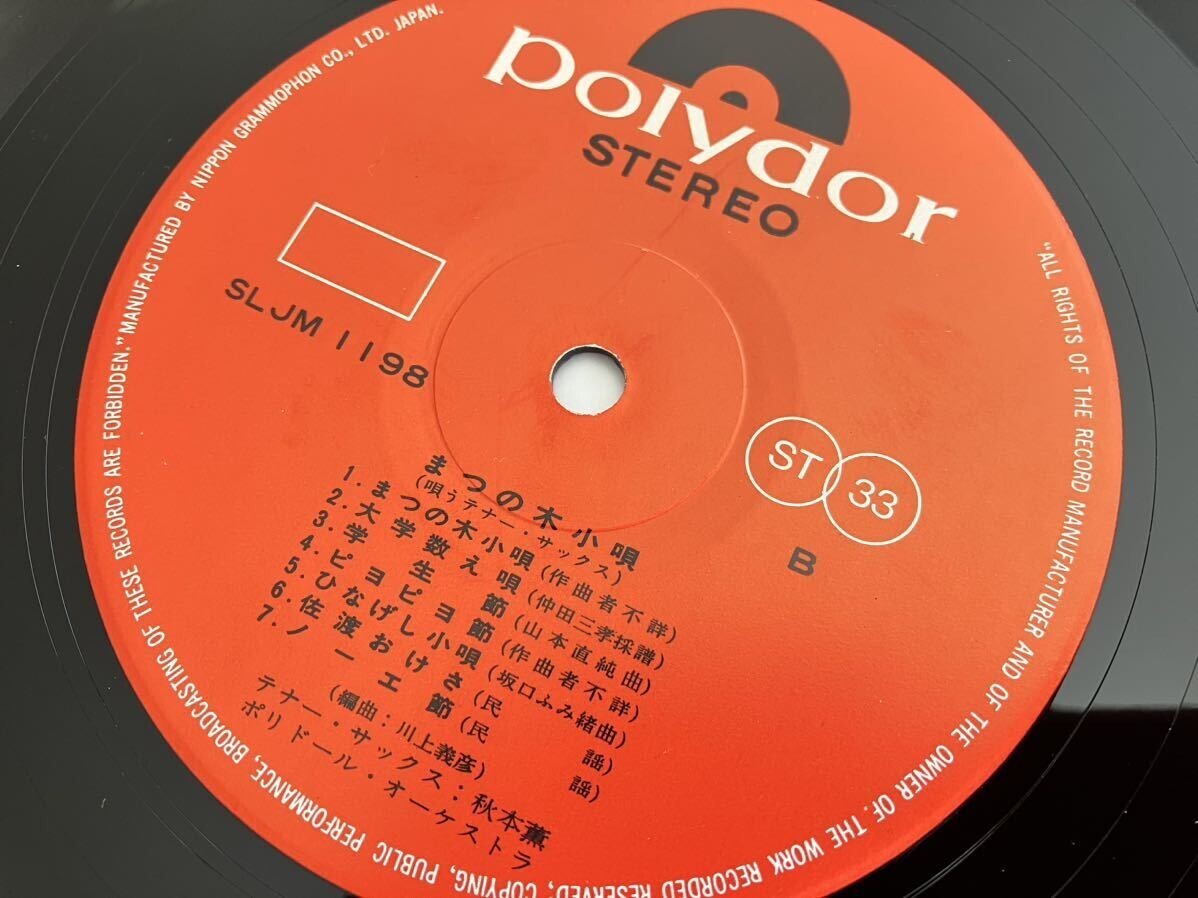 polydor
STEREO
SLJM 1198
ST 33
B
まつの木小唄
(唄うテナー・サックス)
1. まつの木小唄 (作曲者不詳)
2. 大学数え唄 (仲田三孝採譜)
3. 学生節 (山本直純曲)
4. ピヨピヨ節 (作曲者不詳)
5. ひなげし小唄 (坂口ふみ緒曲)
6. 佐渡おけさ (民謡)
7. ノーエ節 (民謡)
(編曲:川上義彦)
テナー・サックス:秋本薫
ポリドール・オーケストラ
"ALL RIGHTS OF THE RECORD MANUFACTURER AND OF THE OWNER OF. THE WORK RECORDED RESERVED; COPYING, PUBLIC PERFORMANCE, BROADCASTING OF THESE RECORDS ARE FORBIDDEN." MANUFACTURED BY NIPPON GRAMMOPHON CO., LTD. JAPAN.